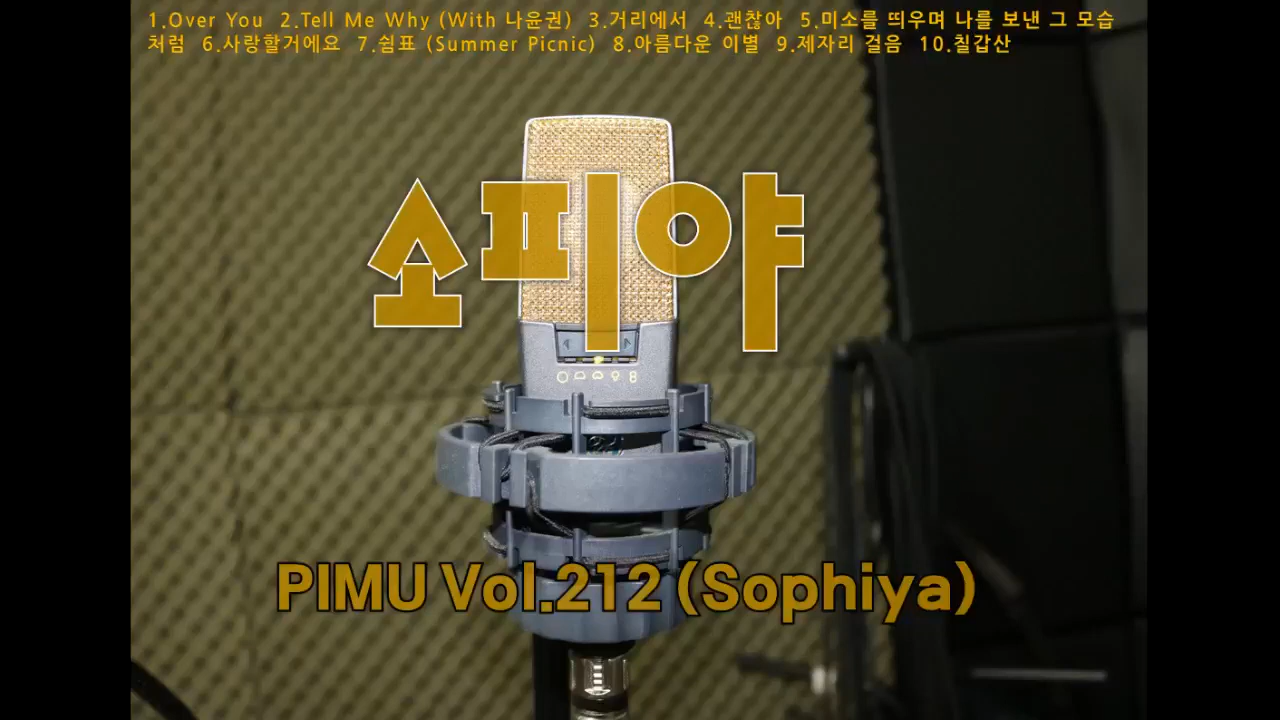 1.Over You 2.Tell Me Why (With 나윤권) 3.거리에서 4.괜찮아 5.미소를 띄우며 나를 보낸 그 모습
처럼 6.사랑할거에요 7.쉼표 (Summer Picnic) 8.아름다운 이별 9.제자리 걸음 10.칠갑산
소피야
PIMU Vol.212 (Sophiya)